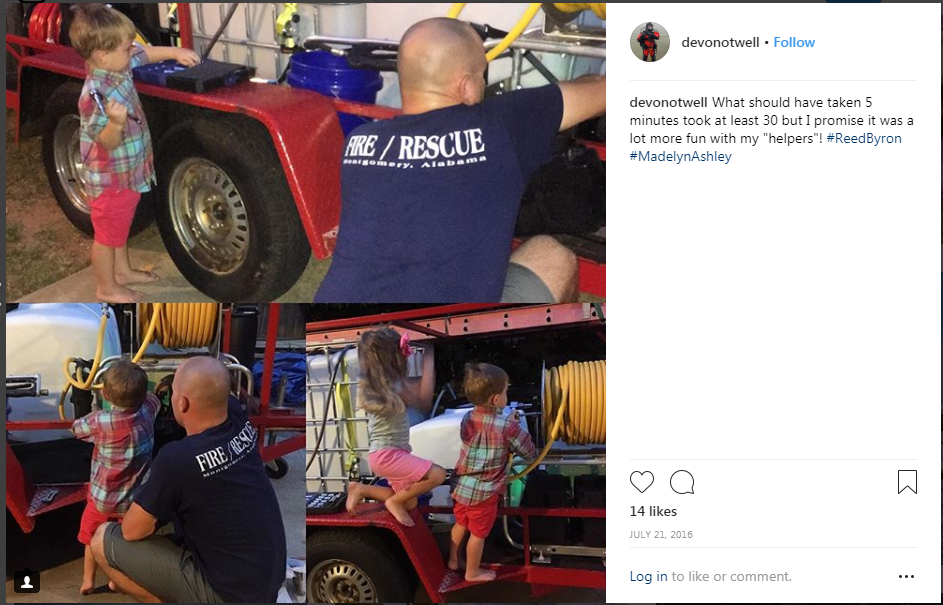 FIRE / RESCUE
Montgomery, Alabama
FIRE / RESCUE
devonotwell • Follow
devonotwell What should have taken 5
minutes took at least 30 but I promise it was a
lot more fun with my "helpers"! #ReedByron
#MadelynAshley
14 likes
JULY 21, 2016
Log in to like or comment.